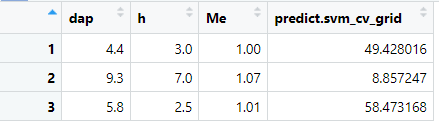 dap h Me predict.svm_cv_grid
1 4.4 3.0 1.00 49.428016
2 9.3 7.0 1.07 8.857247
3 5.8 2.5 1.01 58.473168